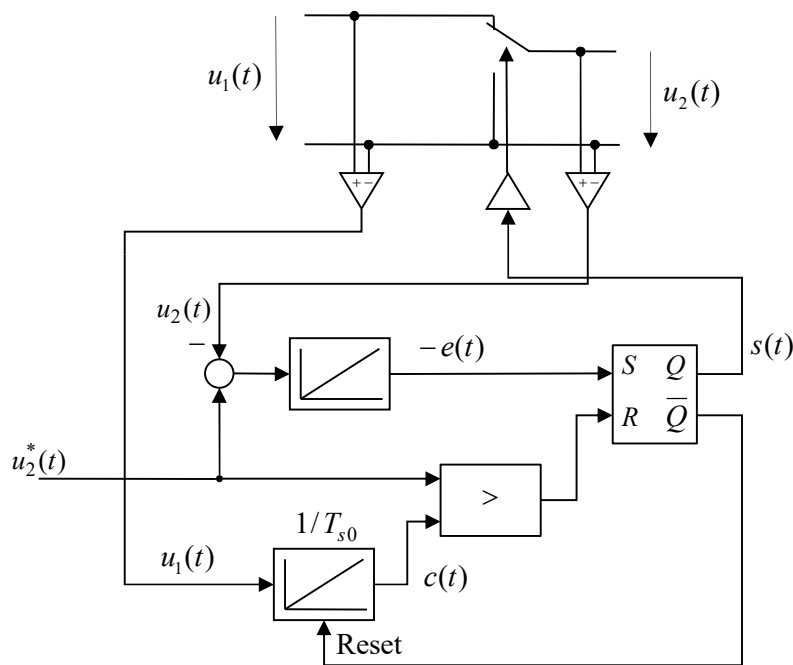 u₁(t)
u₂(t)
+ −
+ −
u₂(t)
−
− e(t)
S Q
s(t)
R Q̅
u₂*(t)
>
1/Tₛ₀
u₁(t)
c(t)
Reset